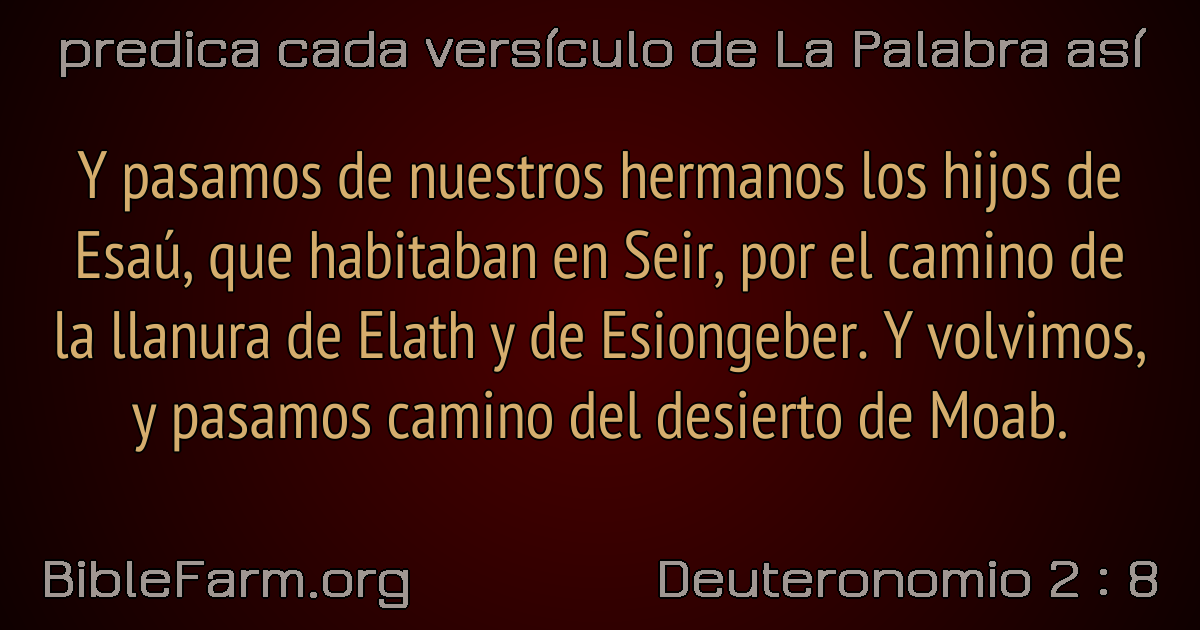 predica cada versículo de La Palabra así
Y pasamos de nuestros hermanos los hijos de
Esaú, que habitaban en Seir, por el camino de
la llanura de Elath y de Esiongeber. Y volvimos,
y pasamos camino del desierto de Moab.
BibleFarm.org
Deuteronomio 2 : 8